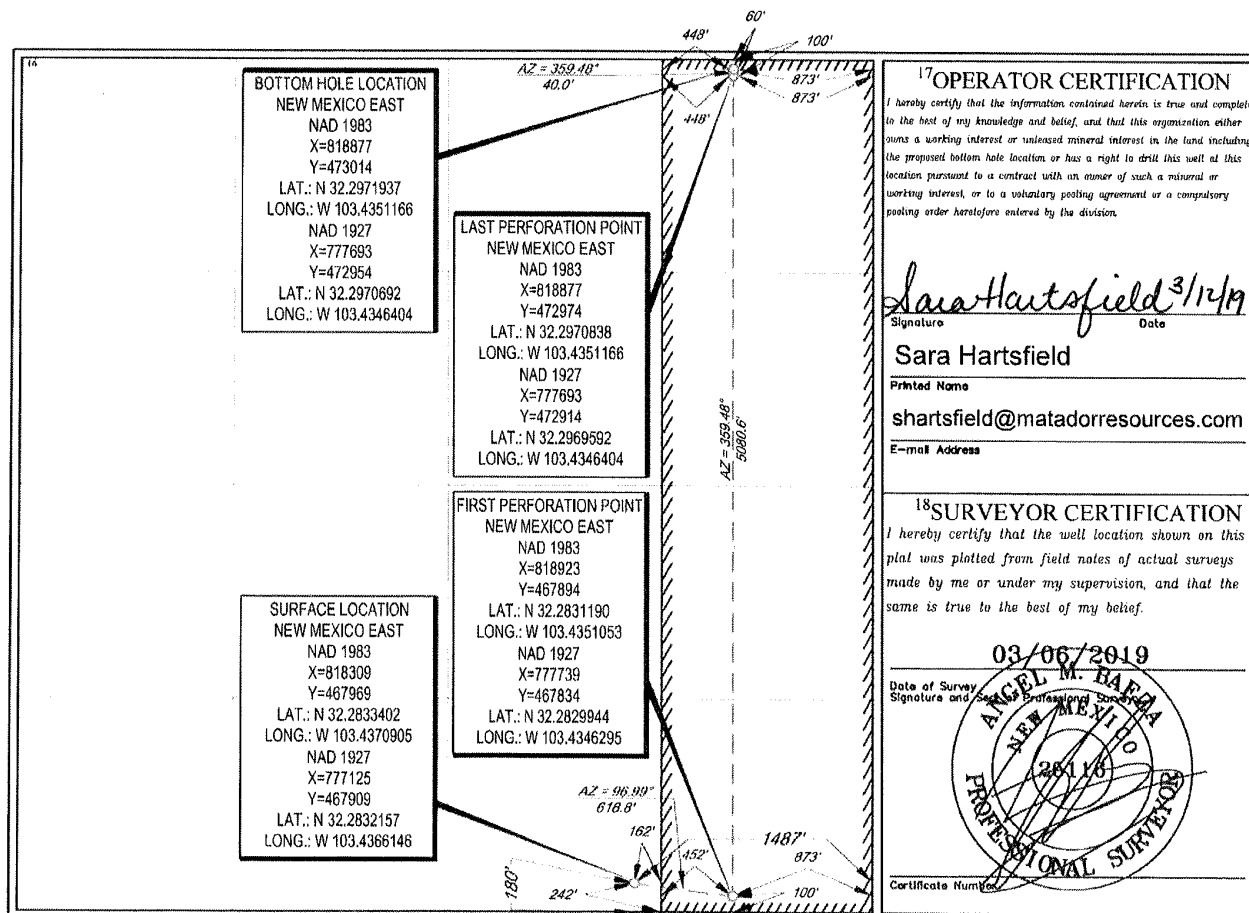 60'
448'
100'
16
AZ = 359.48°
40.0'
873'
873'
448'
BOTTOM HOLE LOCATION
NEW MEXICO EAST
NAD 1983
X=818877
Y=473014
LAT.: N 32.2971937
LONG.: W 103.4351166
NAD 1927
X=777693
Y=472954
LAT.: N 32.2970692
LONG.: W 103.4346404
LAST PERFORATION POINT
NEW MEXICO EAST
NAD 1983
X=818877
Y=472974
LAT.: N 32.2970838
LONG.: W 103.4351166
NAD 1927
X=777693
Y=472914
LAT.: N 32.2969592
LONG.: W 103.4346404
AZ = 359.48°
5080.6'
FIRST PERFORATION POINT
NEW MEXICO EAST
NAD 1983
X=818923
Y=467894
LAT.: N 32.2831190
LONG.: W 103.4351053
NAD 1927
X=777739
Y=467834
LAT.: N 32.2829944
LONG.: W 103.4346295
SURFACE LOCATION
NEW MEXICO EAST
NAD 1983
X=818309
Y=467969
LAT.: N 32.2833402
LONG.: W 103.4370905
NAD 1927
X=777125
Y=467909
LAT.: N 32.2832157
LONG.: W 103.4366146
AZ = 96.99°
618.8'
162'
452'
1487'
873'
180'
242'
100'
17OPERATOR CERTIFICATION
I hereby certify that the information contained herein is true and complete
to the best of my knowledge and belief, and that this organization either
owns a working interest or unleased mineral interest in the land including
the proposed bottom hole location or has a right to drill this well at this
location pursuant to a contract with an owner of such a mineral or
working interest, or to a voluntary pooling agreement or a compulsory
pooling order heretofore entered by the division.
Sara Hartsfield 3/12/19
Signature Date
Sara Hartsfield
Printed Name
shartsfield@matadorresources.com
E-mail Address
18SURVEYOR CERTIFICATION
I hereby certify that the well location shown on this
plat was plotted from field notes of actual surveys
made by me or under my supervision, and that the
same is true to the best of my belief.
03/06/2019
Date of Survey
Signature and Professional
ANGEL M. BAEZA
NEW MEXICO
PROFESSIONAL SURVEYOR
Certificate Number